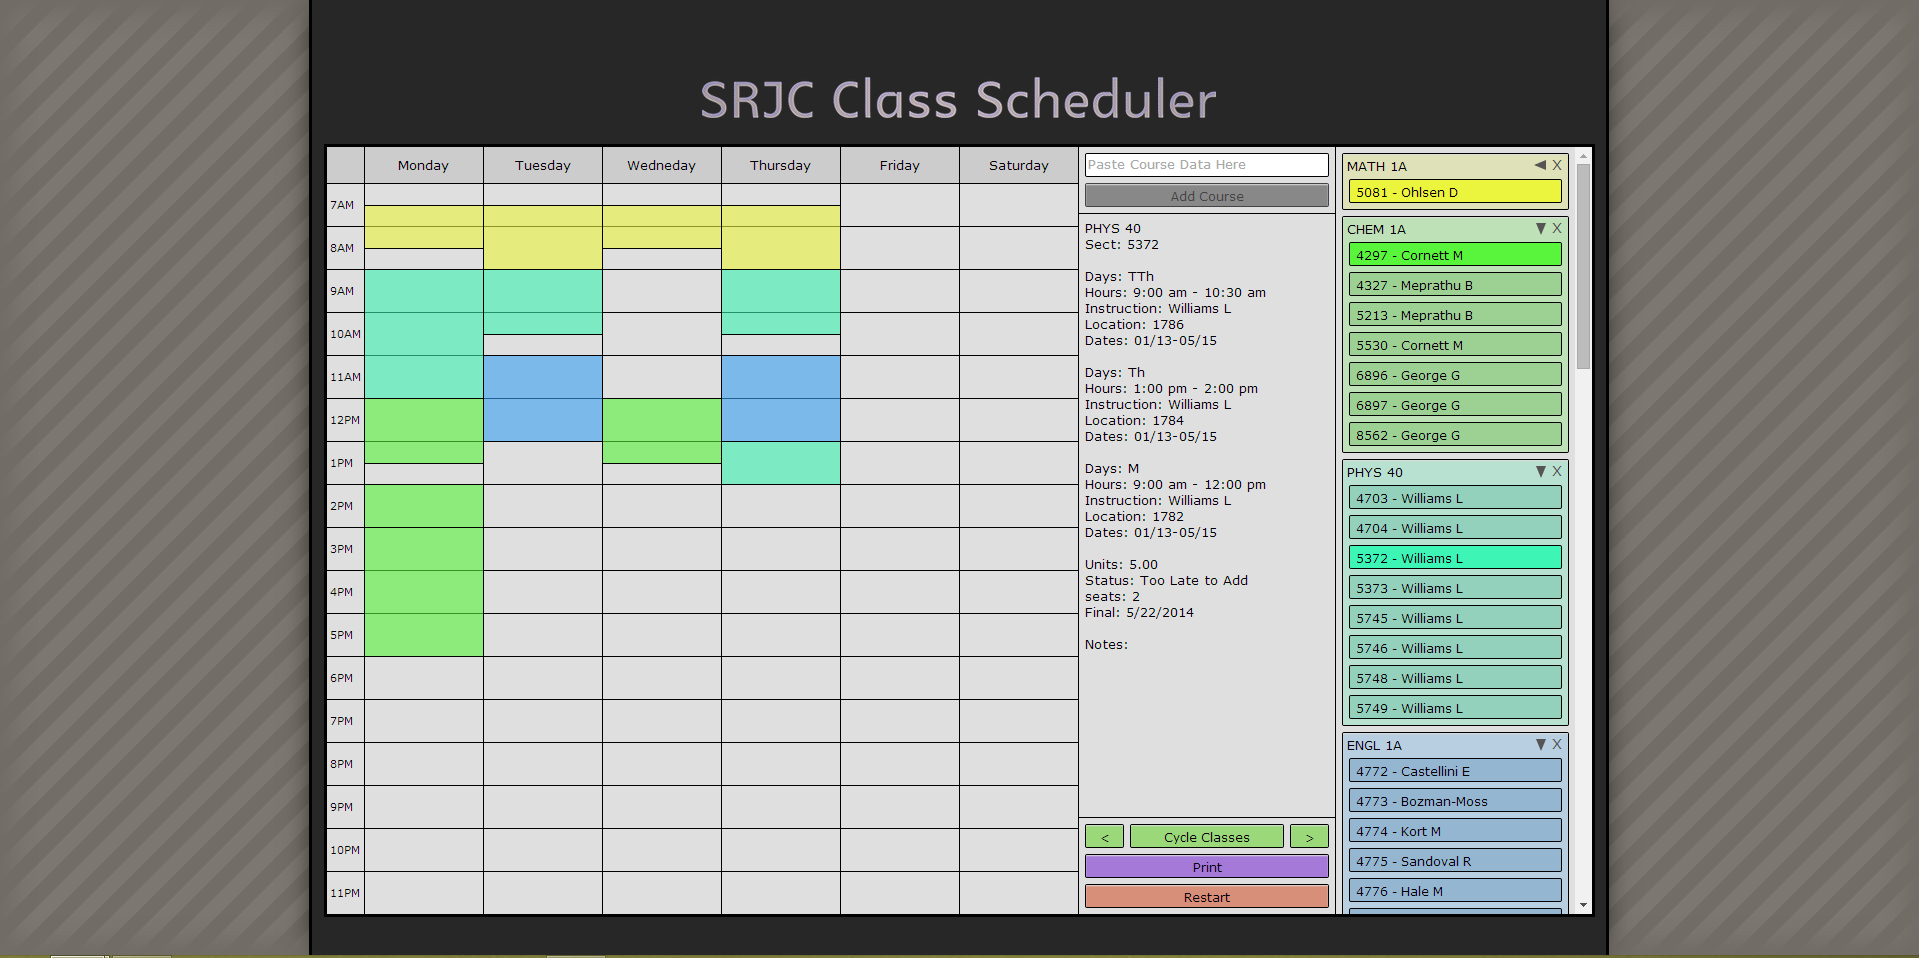 SRJC Class Scheduler
Monday Tuesday Wedneday Thursday Friday Saturday
7AM
8AM
9AM
10AM
11AM
12PM
1PM
2PM
3PM
4PM
5PM
6PM
7PM
8PM
9PM
10PM
11PM
Paste Course Data Here
Add Course
PHYS 40
Sect: 5372
Days: TTh
Hours: 9:00 am - 10:30 am
Instruction: Williams L
Location: 1786
Dates: 01/13-05/15
Days: Th
Hours: 1:00 pm - 2:00 pm
Instruction: Williams L
Location: 1784
Dates: 01/13-05/15
Days: M
Hours: 9:00 am - 12:00 pm
Instruction: Williams L
Location: 1782
Dates: 01/13-05/15
Units: 5.00
Status: Too Late to Add
seats: 2
Final: 5/22/2014
Notes:
< Cycle Classes >
Print
Restart
MATH 1A X
5081 - Ohlsen D
CHEM 1A X
4297 - Cornett M
4327 - Meprathu B
5213 - Meprathu B
5530 - Cornett M
6896 - George G
6897 - George G
8562 - George G
PHYS 40 X
4703 - Williams L
4704 - Williams L
5372 - Williams L
5373 - Williams L
5745 - Williams L
5746 - Williams L
5748 - Williams L
5749 - Williams L
ENGL 1A X
4772 - Castellini E
4773 - Bozman-Moss
4774 - Kort M
4775 - Sandoval R
4776 - Hale M